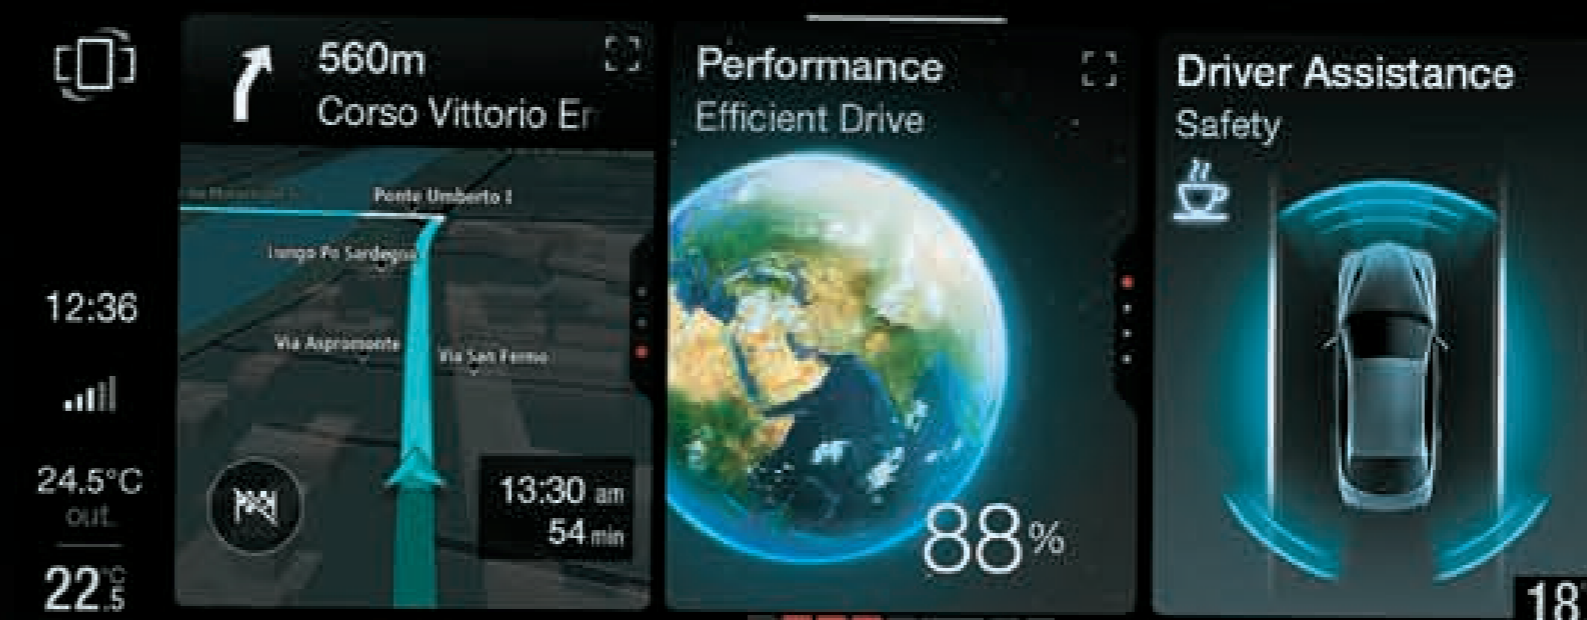 12:36
24.5°C
out.
22.5°C
560m
Corso Vittorio Er
Ponte Umberto I
Lungo Po Sardegna
Via Aspromonte
Via San Fermo
13:30 am
54 min
Performance
Efficient Drive
88%
Driver Assistance
Safety
18